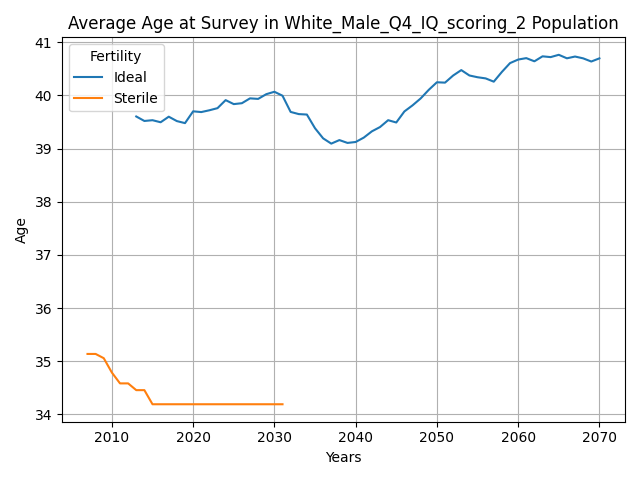 Average Age at Survey in White_Male_Q4_IQ_scoring_2 Population
Fertility
Ideal
Sterile
41
40
39
38
37
36
35
34
Age
2010 2020 2030 2040 2050 2060 2070
Years